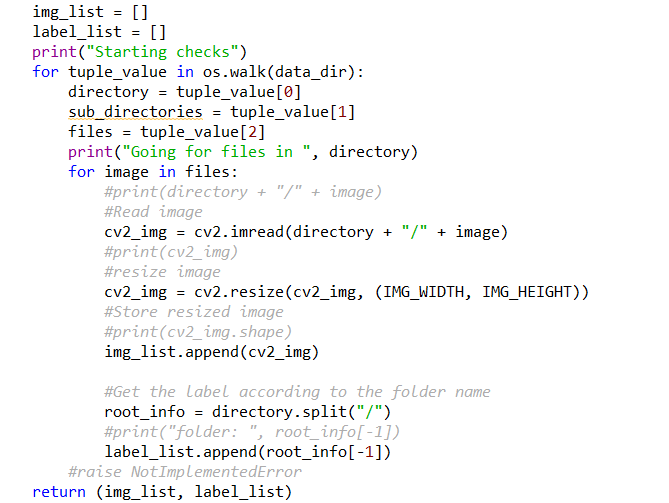 img_list = []
label_list = []
print("Starting checks")
for tuple_value in os.walk(data_dir):
    directory = tuple_value[0]
    sub_directories = tuple_value[1]
    files = tuple_value[2]
    print("Going for files in ", directory)
    for image in files:
        #print(directory + "/" + image)
        #Read image
        cv2_img = cv2.imread(directory + "/" + image)
        #print(cv2_img)
        #resize image
        cv2_img = cv2.resize(cv2_img, (IMG_WIDTH, IMG_HEIGHT))
        #Store resized image
        #print(cv2_img.shape)
        img_list.append(cv2_img)

        #Get the label according to the folder name
        root_info = directory.split("/")
        #print("folder: ", root_info[-1])
        label_list.append(root_info[-1])
    #raise NotImplementedError
return (img_list, label_list)